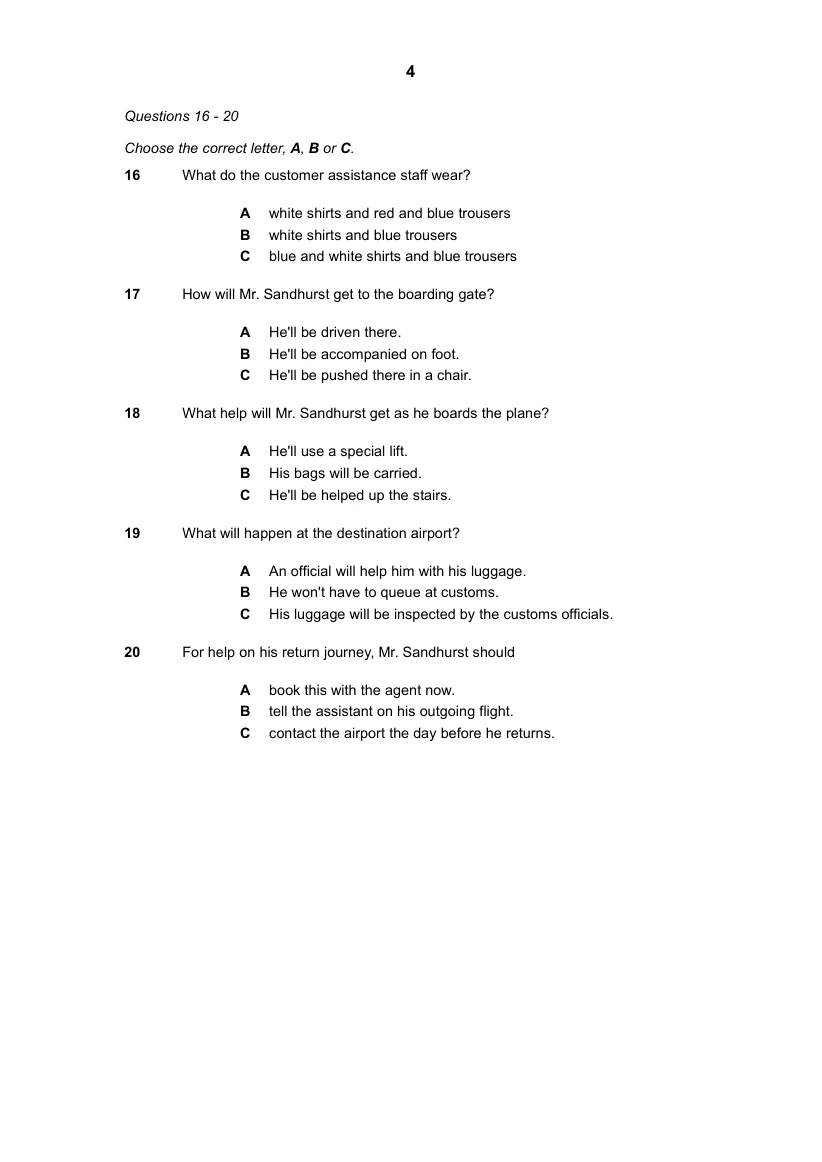 4
Questions 16 - 20
Choose the correct letter, A, B or C.
16 What do the customer assistance staff wear?
A white shirts and red and blue trousers
B white shirts and blue trousers
C blue and white shirts and blue trousers
17 How will Mr. Sandhurst get to the boarding gate?
A He'll be driven there.
B He'll be accompanied on foot.
C He'll be pushed there in a chair.
18 What help will Mr. Sandhurst get as he boards the plane?
A He'll use a special lift.
B His bags will be carried.
C He'll be helped up the stairs.
19 What will happen at the destination airport?
A An official will help him with his luggage.
B He won't have to queue at customs.
C His luggage will be inspected by the customs officials.
20 For help on his return journey, Mr. Sandhurst should
A book this with the agent now.
B tell the assistant on his outgoing flight.
C contact the airport the day before he returns.